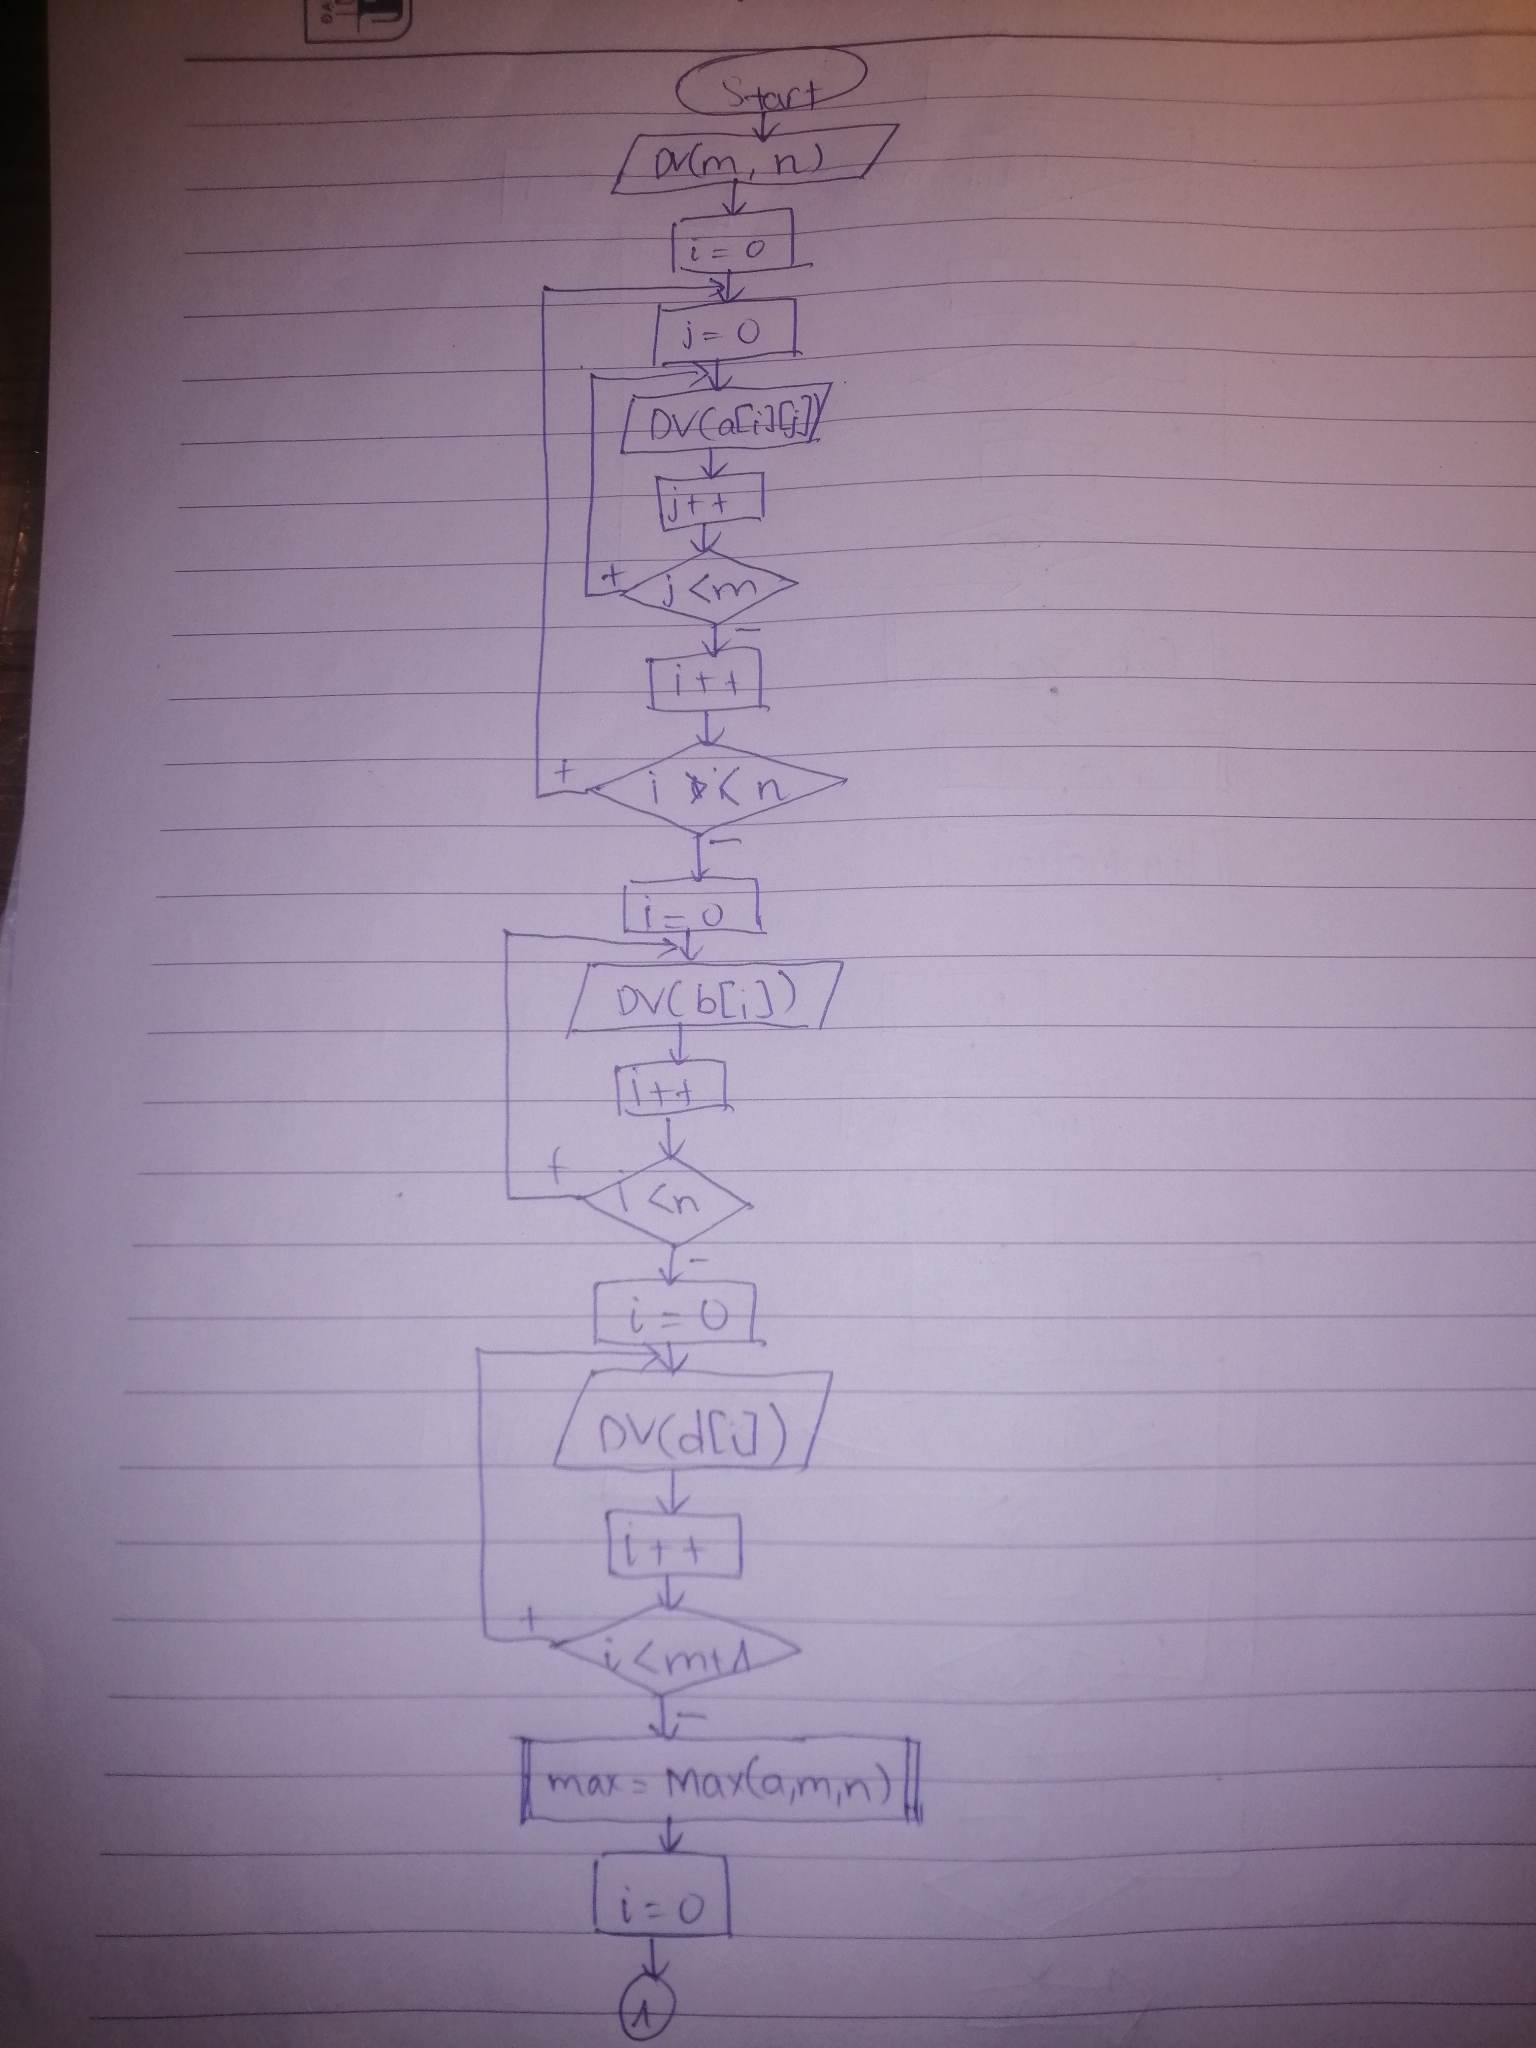 Start
DV(m, n)
i = 0
j = 0
DV(a[i][j])
j++
j < m
+
-
i++
i < n
+
-
i = 0
DV(b[i])
i++
+
i < n
-
i = 0
DV(d[i])
i++
+
i < m+1
-
max = Max(a,m,n)
i = 0
1